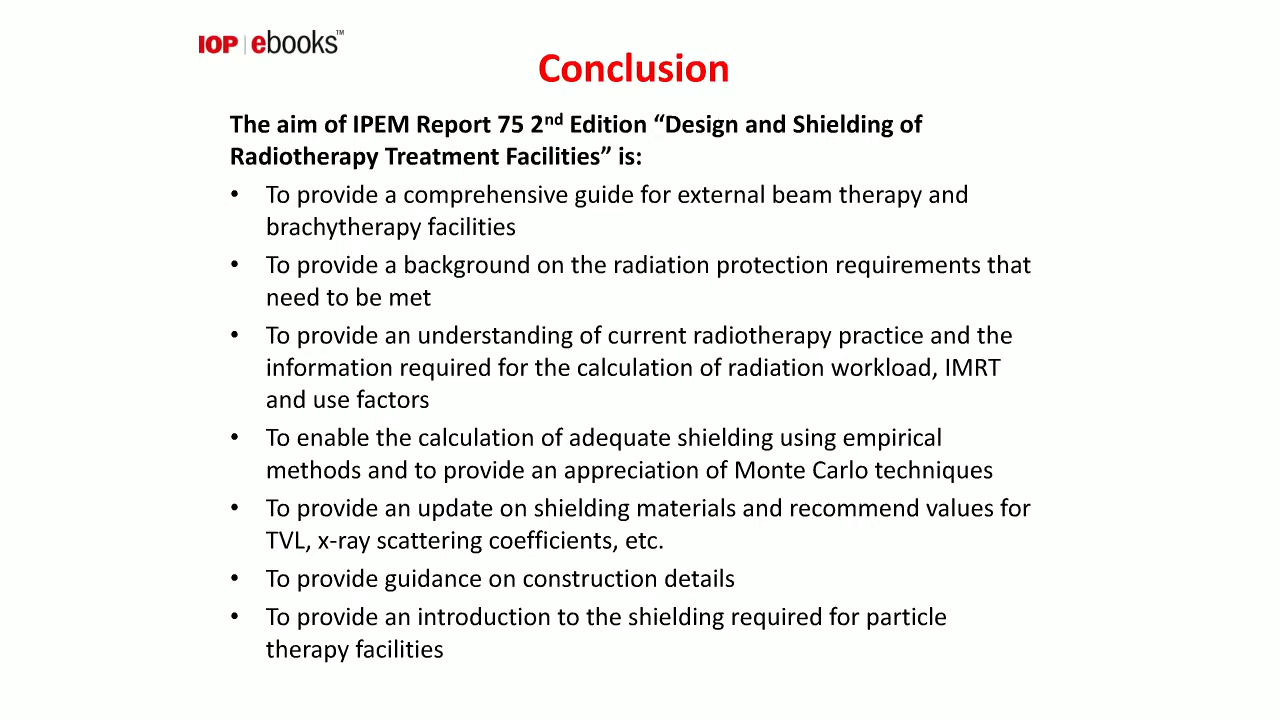 IOP ebooks™
Conclusion
The aim of IPEM Report 75 2nd Edition “Design and Shielding of
Radiotherapy Treatment Facilities” is:
• To provide a comprehensive guide for external beam therapy and
brachytherapy facilities
• To provide a background on the radiation protection requirements that
need to be met
• To provide an understanding of current radiotherapy practice and the
information required for the calculation of radiation workload, IMRT
and use factors
• To enable the calculation of adequate shielding using empirical
methods and to provide an appreciation of Monte Carlo techniques
• To provide an update on shielding materials and recommend values for
TVL, x-ray scattering coefficients, etc.
• To provide guidance on construction details
• To provide an introduction to the shielding required for particle
therapy facilities